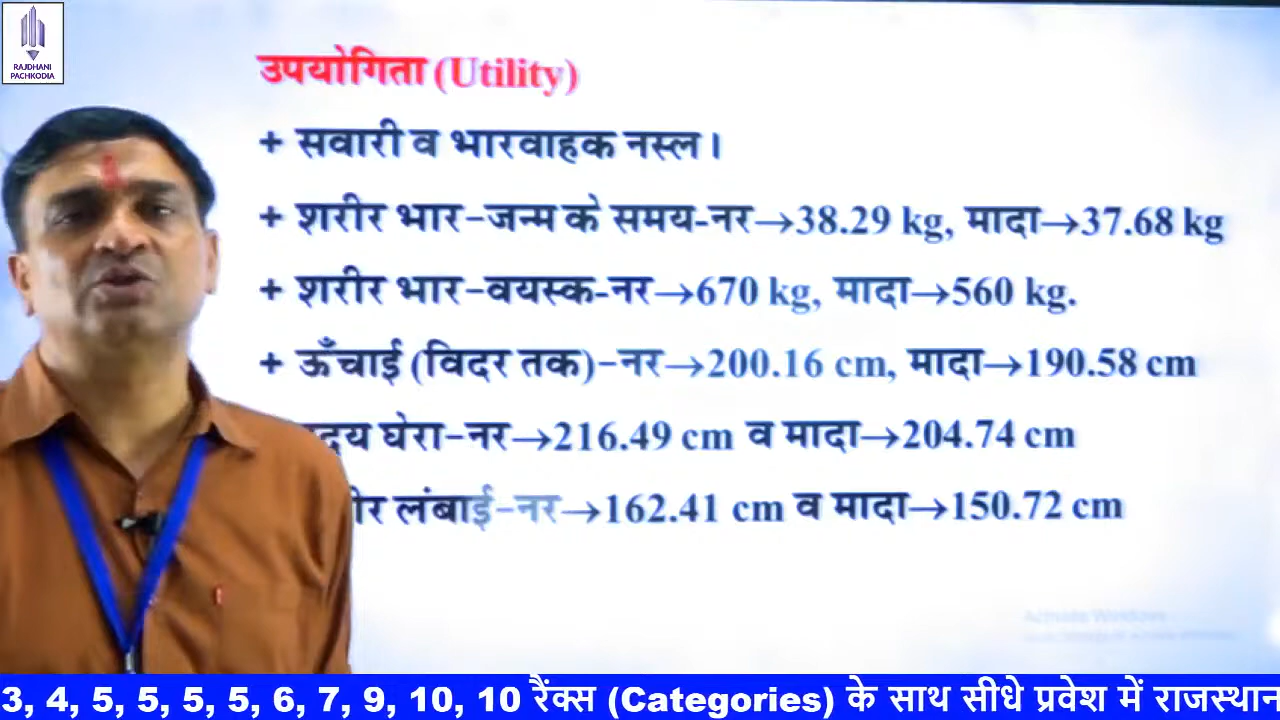 RAJDHANI
PACHKODIA
उपयोगिता (Utility)
+ सवारी व भारवाहक नस्ल।
+ शरीर भार-जन्म के समय-नर→38.29 kg, मादा→37.68 kg
+ शरीर भार-वयस्क-नर→670 kg, मादा→560 kg.
+ ऊँचाई (विदर तक)-नर→200.16 cm, मादा→190.58 cm
घेरा-नर→216.49 cm व मादा→204.74 cm
लंबाई-नर→162.41 cm व मादा→150.72 cm
Activate Windows
3, 4, 5, 5, 5, 5, 6, 7, 9, 10, 10 रैंक्स (Categories) के साथ सीधे प्रवेश में राजस्थान